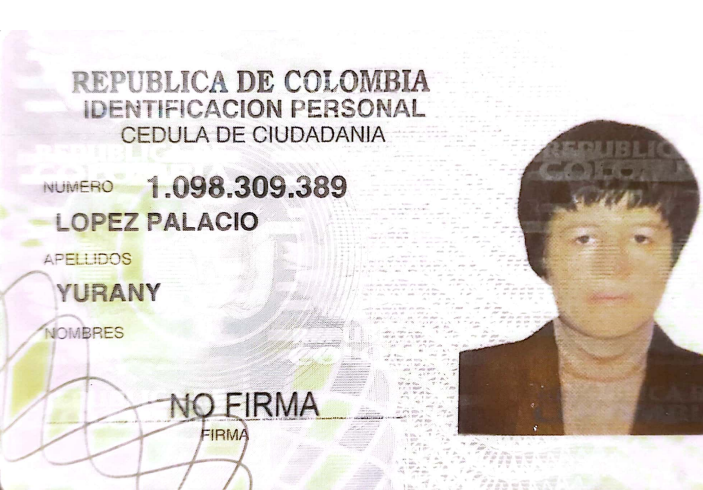 REPUBLICA DE COLOMBIA
IDENTIFICACION PERSONAL
CEDULA DE CIUDADANIA
NUMERO 1.098.309.389
LOPEZ PALACIO
APELLIDOS
YURANY
NOMBRES
NO FIRMA
FIRMA